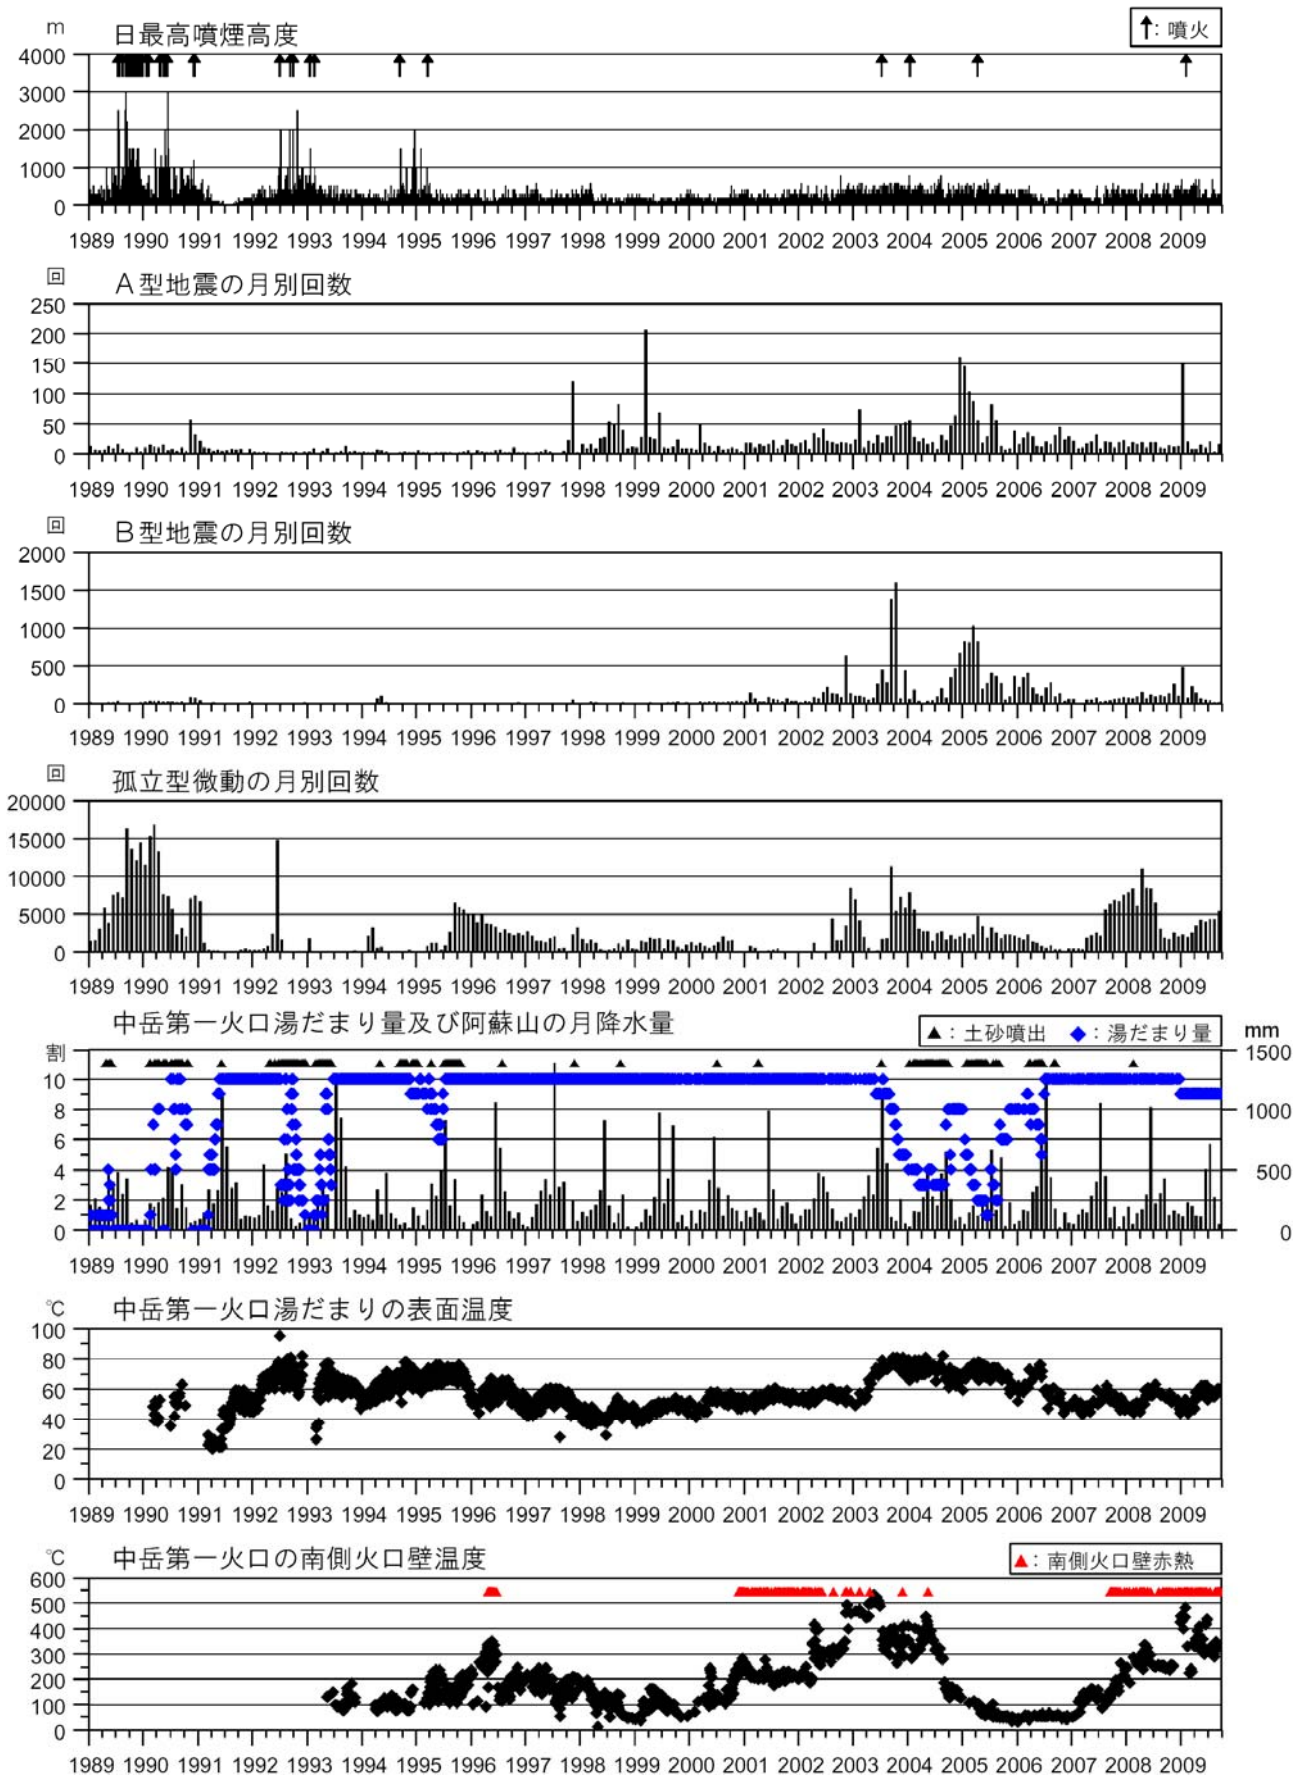 m 日最高噴煙高度 ↑: 噴火
4000
3000
2000
1000
0
1989 1990 1991 1992 1993 1994 1995 1996 1997 1998 1999 2000 2001 2002 2003 2004 2005 2006 2007 2008 2009
回 A型地震の月別回数
250
200
150
100
50
0
1989 1990 1991 1992 1993 1994 1995 1996 1997 1998 1999 2000 2001 2002 2003 2004 2005 2006 2007 2008 2009
回 B型地震の月別回数
2000
1500
1000
500
0
1989 1990 1991 1992 1993 1994 1995 1996 1997 1998 1999 2000 2001 2002 2003 2004 2005 2006 2007 2008 2009
回 孤立型微動の月別回数
20000
15000
10000
5000
0
1989 1990 1991 1992 1993 1994 1995 1996 1997 1998 1999 2000 2001 2002 2003 2004 2005 2006 2007 2008 2009
中岳第一火口湯だまり量及び阿蘇山の月降水量 ▲: 土砂噴出 ◆: 湯だまり量 mm
割 1500
10
8 1000
6
4 500
2
0 0
1989 1990 1991 1992 1993 1994 1995 1996 1997 1998 1999 2000 2001 2002 2003 2004 2005 2006 2007 2008 2009
℃ 中岳第一火口湯だまりの表面温度
100
80
60
40
20
0
1989 1990 1991 1992 1993 1994 1995 1996 1997 1998 1999 2000 2001 2002 2003 2004 2005 2006 2007 2008 2009
℃ 中岳第一火口の南側火口壁温度 ▲: 南側火口壁赤熱
600
500
400
300
200
100
0
1989 1990 1991 1992 1993 1994 1995 1996 1997 1998 1999 2000 2001 2002 2003 2004 2005 2006 2007 2008 2009